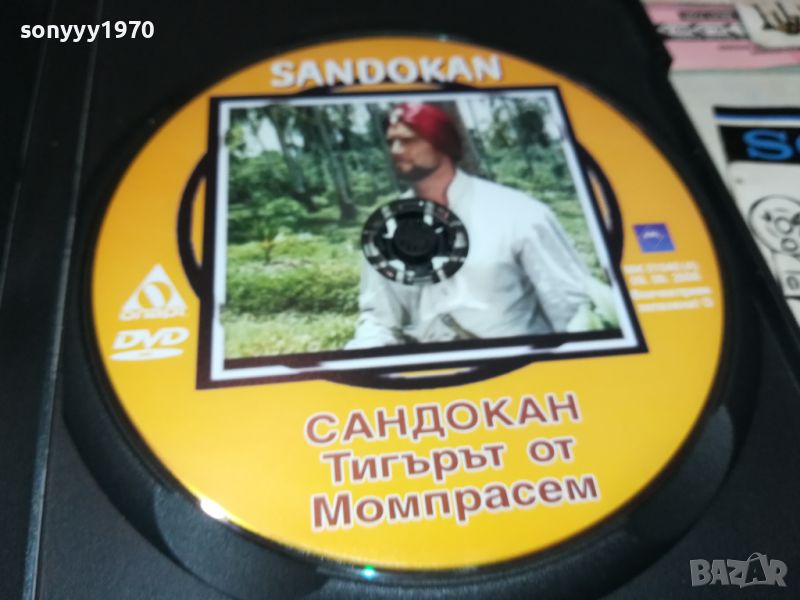 sonyyy1970
SANDOKAN
DVD
САНДОКАН
Тигърът от
Момпрасем
BAZAR